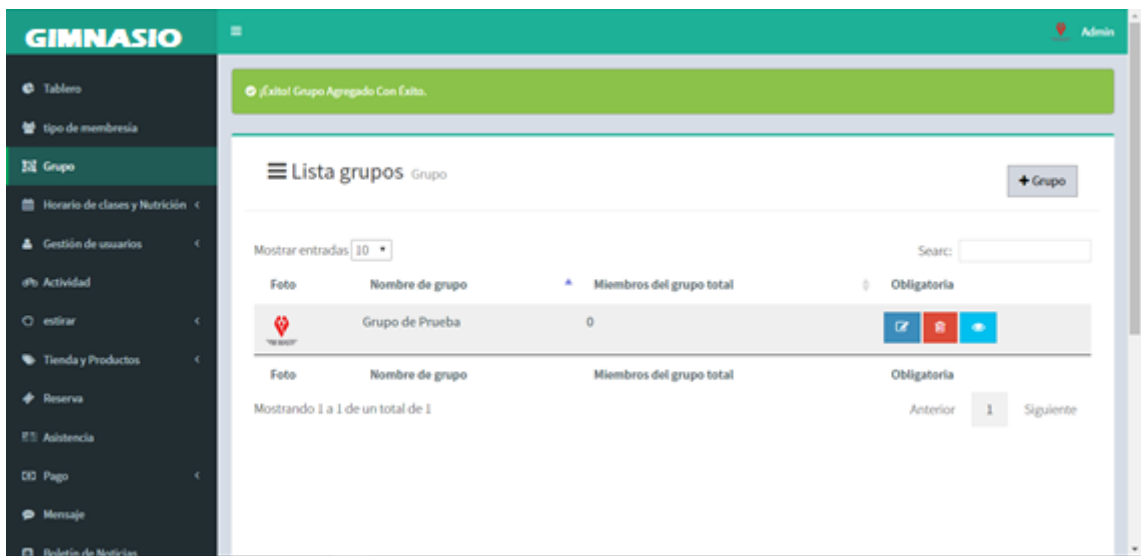 GIMNASIO
Admin
Tablero
¡Éxito! Grupo Agregado Con Éxito.
tipo de membresía
Grupo
Lista grupos Grupo
+ Grupo
Horario de clases y Nutrición
Gestión de usuarios
Mostrar entradas 10
Searc:
Actividad
Foto Nombre de grupo Miembros del grupo total Obligatoria
estirar
Grupo de Prueba 0
Tienda y Productos
Foto Nombre de grupo Miembros del grupo total Obligatoria
Reserva
Mostrando 1 a 1 de un total de 1
Anterior 1 Siguiente
Asistencia
Pago
Mensaje
Boletín de Noticias